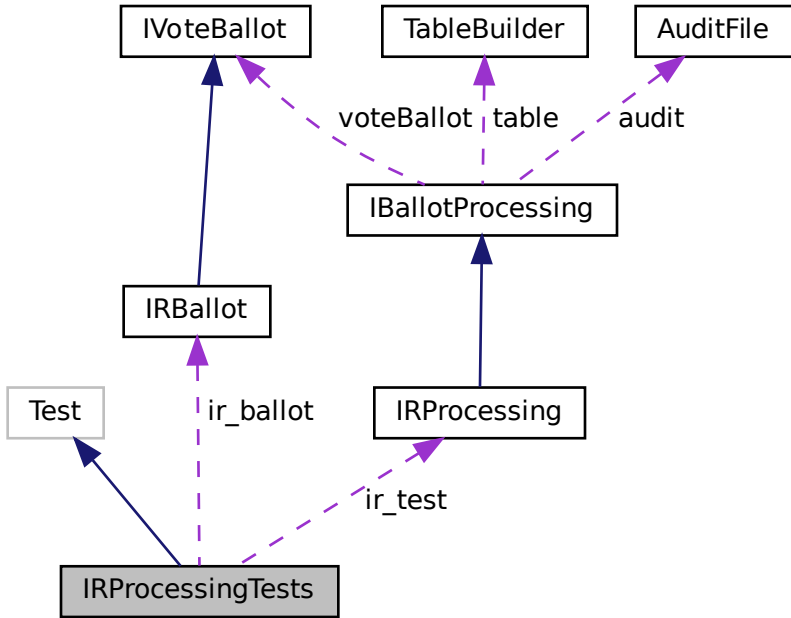 IVoteBallot
TableBuilder
AuditFile
voteBallot
table
audit
IBallotProcessing
IRBallot
Test
ir_ballot
IRProcessing
ir_test
IRProcessingTests